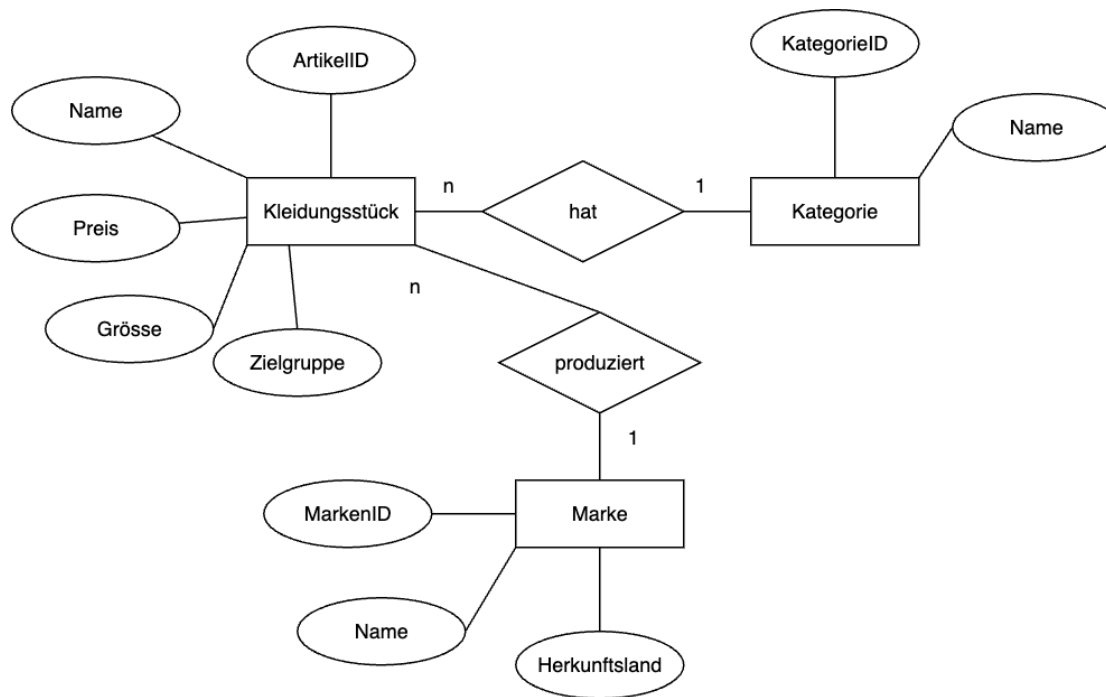 KategorieID
ArtikelID
Name
Name
n
1
Kleidungsstück
hat
Kategorie
Preis
n
Grösse
Zielgruppe
produziert
1
MarkenID
Marke
Name
Herkunftsland